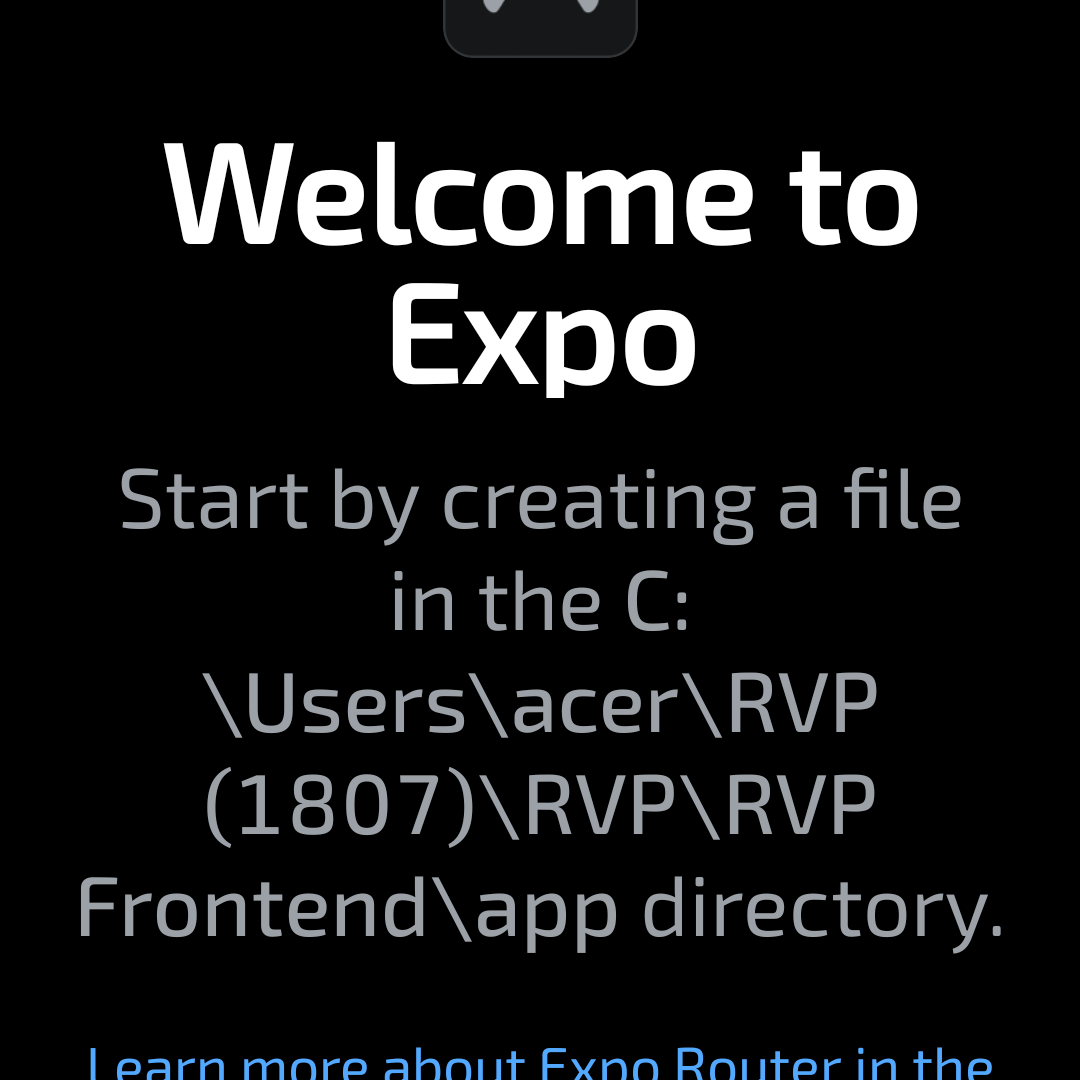 Welcome to
Expo
Start by creating a file
in the C:
\Users\acer\RVP
(1807)\RVP\RVP
Frontend\app directory.
Learn more about Expo Router in the